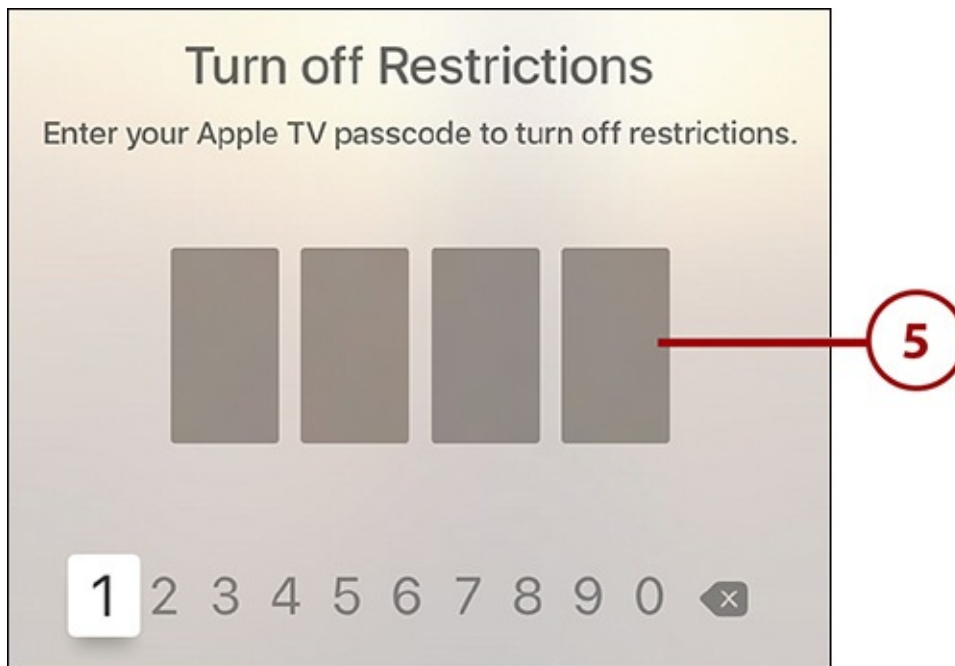 Turn off Restrictions
Enter your Apple TV passcode to turn off restrictions.
5
1 2 3 4 5 6 7 8 9 0